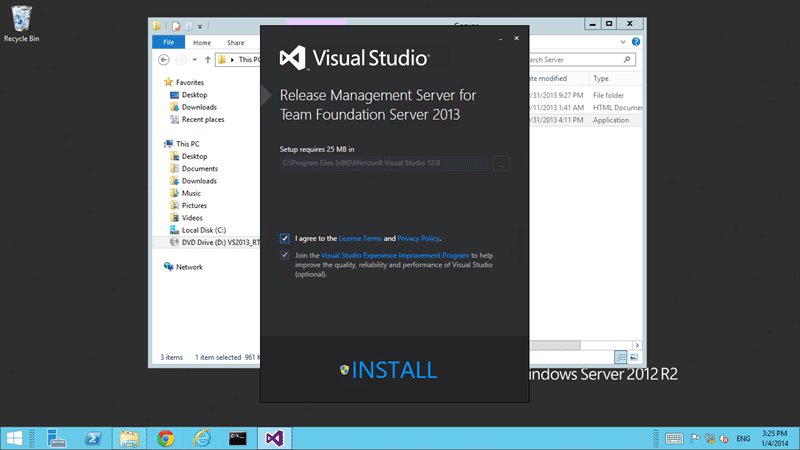 Recycle Bin
Server
File
Home
Share
This PC
Search Server
Favorites
Desktop
Downloads
Recent places
This PC
Desktop
Documents
Downloads
Music
Pictures
Videos
Local Disk (C:)
DVD Drive (D:) VS2013_RT
Network
3 items
1 item selected 961 K
Visual Studio
Release Management Server for
Team Foundation Server 2013
Setup requires 25 MB in
C:\Program Files (x86)\Microsoft Visual Studio 12.0
...
I agree to the License Terms and Privacy Policy.
Join the Visual Studio Experience Improvement Program to help
improve the quality, reliability and performance of Visual Studio
(optional).
INSTALL
ate modified
Type
/31/2013 9:27 PM
File folder
/11/2013 1:41 AM
HTML Documen
/31/2013 4:11 PM
Application
indows Server 2012 R2
ENG
3:25 PM
1/4/2014